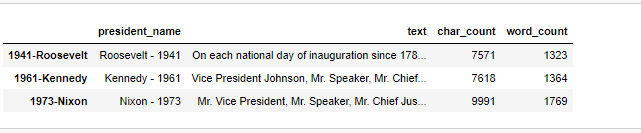 president_name text char_count word_count
1941-Roosevelt Roosevelt - 1941 On each national day of inauguration since 178... 7571 1323
1961-Kennedy Kennedy - 1961 Vice President Johnson, Mr. Speaker, Mr. Chief... 7618 1364
1973-Nixon Nixon - 1973 Mr. Vice President, Mr. Speaker, Mr. Chief Jus... 9991 1769